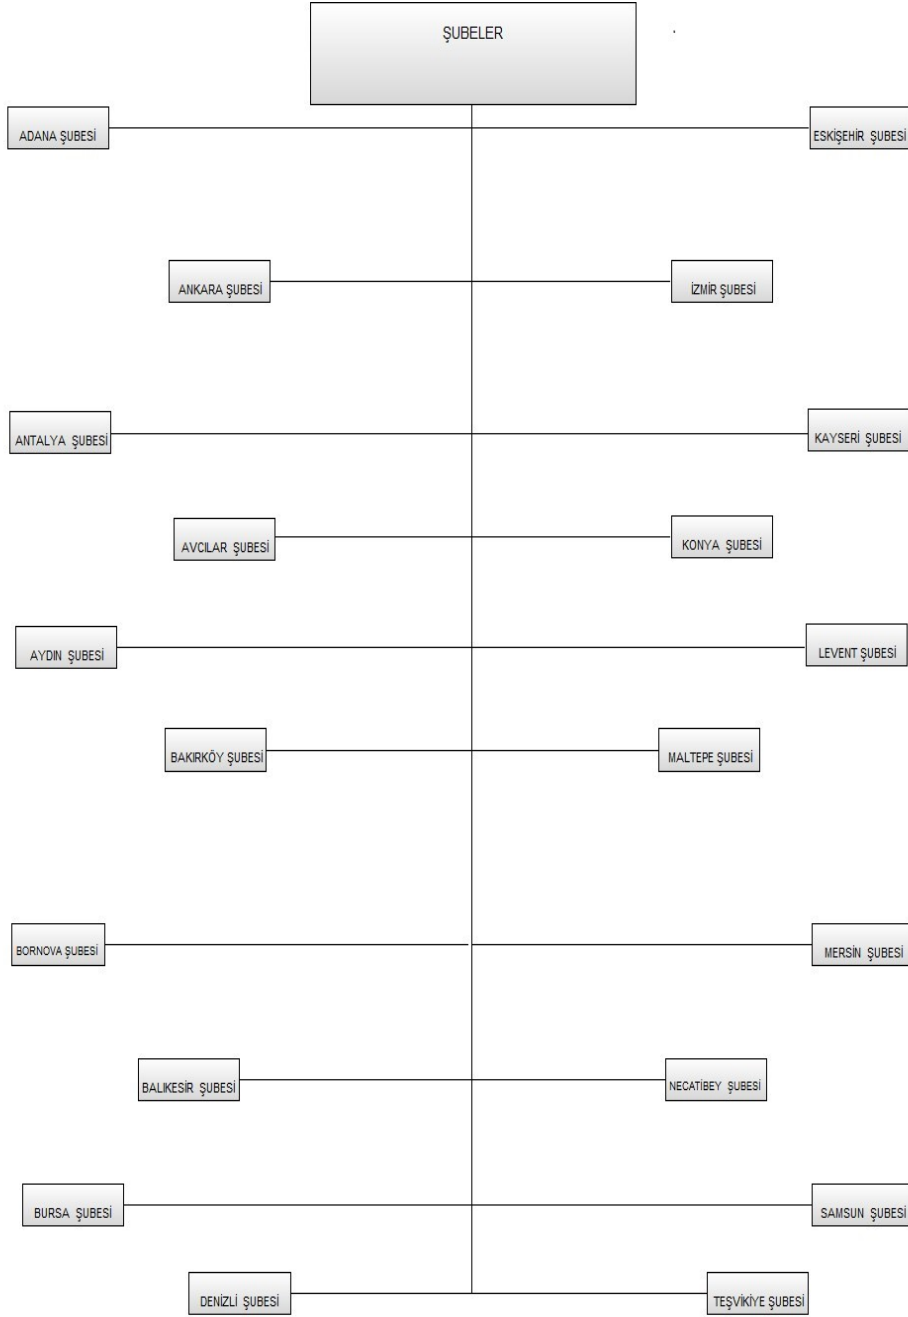 ŞUBELER
ADANA ŞUBESİ
ESKİŞEHİR ŞUBESİ
ANKARA ŞUBESİ
İZMİR ŞUBESİ
ANTALYA ŞUBESİ
KAYSERİ ŞUBESİ
AVCILAR ŞUBESİ
KONYA ŞUBESİ
AYDIN ŞUBESİ
LEVENT ŞUBESİ
BAKIRKÖY ŞUBESİ
MALTEPE ŞUBESİ
BORNOVA ŞUBESİ
MERSİN ŞUBESİ
BALIKESİR ŞUBESİ
NECATİBEY ŞUBESİ
BURSA ŞUBESİ
SAMSUN ŞUBESİ
DENİZLİ ŞUBESİ
TEŞVİKİYE ŞUBESİ